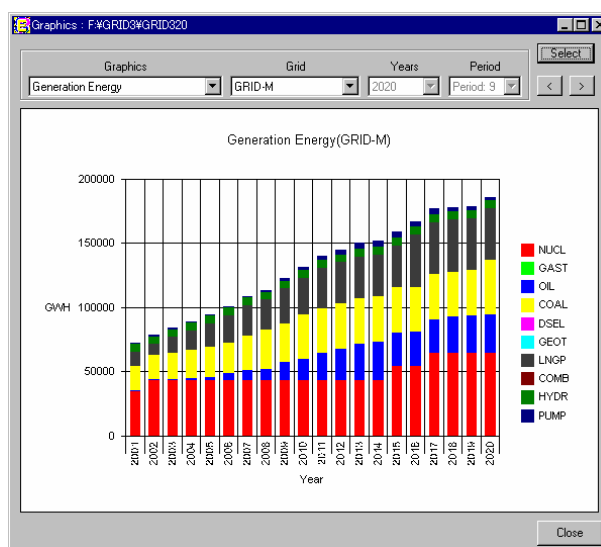 Graphics : F:¥GRID3¥GRID320
Select
Graphics Grid Years Period
Generation Energy GRID-M 2020 Period: 9 < >
Generation Energy(GRID-M)
200000
150000
100000
50000
0
GWH
NUCL
GAST
OIL
COAL
DSEL
GEOT
LNGP
COMB
HYDR
PUMP
2001 2002 2003 2004 2005 2006 2007 2008 2009 2010 2011 2012 2013 2014 2015 2016 2017 2018 2019 2020
Year
Close